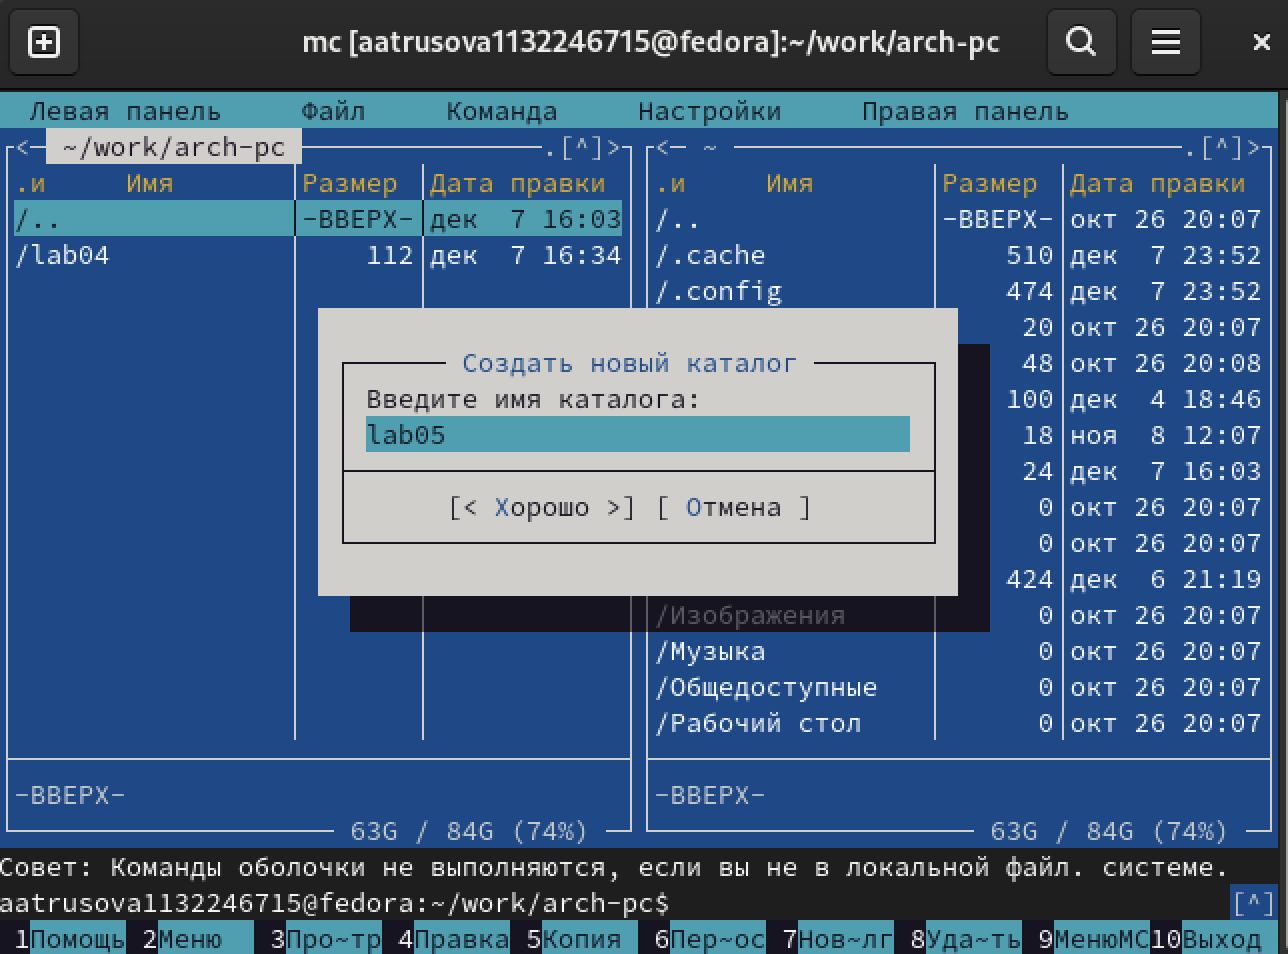 mc [aatrusova1132246715@fedora]:~/work/arch-pc
Левая панель Файл Команда Настройки Правая панель
<- ~/work/arch-pc .[^]> <- ~ .[^]>
.и Имя Размер Дата правки .и Имя Размер Дата правки
/.. -ВВЕРХ- дек 7 16:03 /.. -ВВЕРХ- окт 26 20:07
/lab04 112 дек 7 16:34 /.cache 510 дек 7 23:52
/.config 474 дек 7 23:52
20 окт 26 20:07
Создать новый каталог 48 окт 26 20:08
Введите имя каталога: 100 дек 4 18:46
lab05 18 ноя 8 12:07
24 дек 7 16:03
[< Хорошо >] [ Отмена ] 0 окт 26 20:07
0 окт 26 20:07
424 дек 6 21:19
/Изображения 0 окт 26 20:07
/Музыка 0 окт 26 20:07
/Общедоступные 0 окт 26 20:07
/Рабочий стол 0 окт 26 20:07
-ВВЕРХ- -ВВЕРХ-
63G / 84G (74%) 63G / 84G (74%)
Совет: Команды оболочки не выполняются, если вы не в локальной файл. системе.
aatrusova1132246715@fedora:~/work/arch-pc$ [^]
1Помощь 2Меню 3Про~тр 4Правка 5Копия 6Пер~ос 7Нов~лг 8Уда~ть 9МенюМС 10Выход